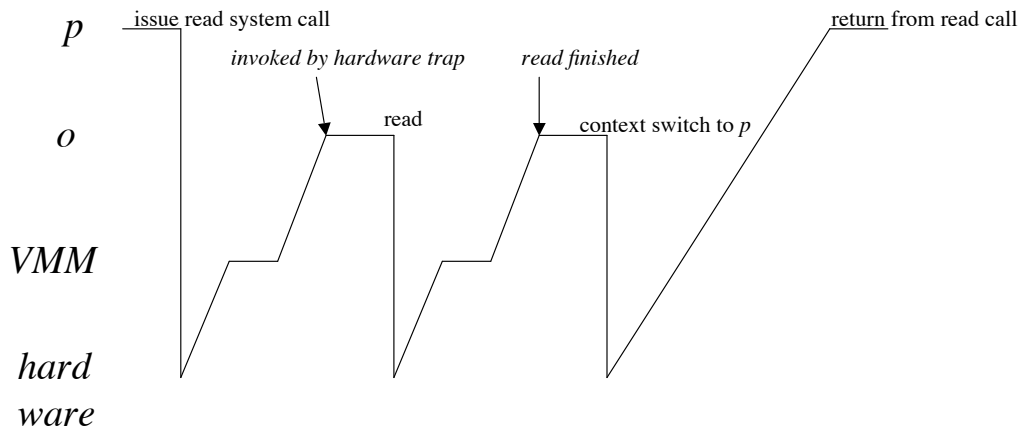 p
issue read system call
return from read call
invoked by hardware trap
read finished
o
read
context switch to p
VMM
hard
ware